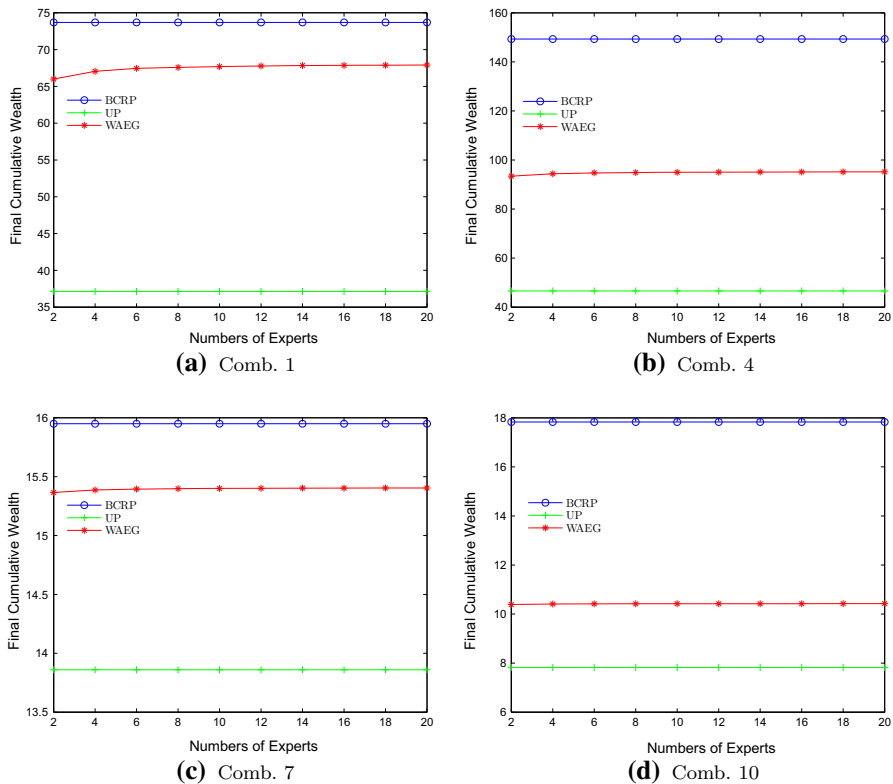 75
70
65
60
55
50
45
40
35
Final Cumulative Wealth
BCRP
UP
WAEG
2 4 6 8 10 12 14 16 18 20
Numbers of Experts
(a) Comb. 1
160
140
120
100
80
60
40
Final Cumulative Wealth
BCRP
UP
WAEG
2 4 6 8 10 12 14 16 18 20
Numbers of Experts
(b) Comb. 4
16
15.5
15
14.5
14
13.5
Final Cumulative Wealth
BCRP
UP
WAEG
2 4 6 8 10 12 14 16 18 20
Numbers of Experts
(c) Comb. 7
18
16
14
12
10
8
6
Final Cumulative Wealth
BCRP
UP
WAEG
2 4 6 8 10 12 14 16 18 20
Numbers of Experts
(d) Comb. 10